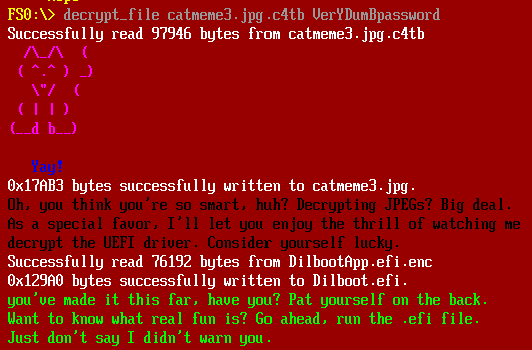 FS0:\> decrypt_file catmeme3.jpg.c4tb VerYDumBpassword
Successfully read 97946 bytes from catmeme3.jpg.c4tb
  /\_/\  (
 ( ^.^ ) _)
   \"/  (
 ( | | )
(__d b__)
Yay!
0x17AB3 bytes successfully written to catmeme3.jpg.
Oh, you think you're so smart, huh? Decrypting JPEGs? Big deal.
As a special favor, I'll let you enjoy the thrill of watching me
decrypt the UEFI driver. Consider yourself lucky.
Successfully read 76192 bytes from DilbootApp.efi.enc
0x129A0 bytes successfully written to Dilboot.efi.
you've made it this far, have you? Pat yourself on the back.
Want to know what real fun is? Go ahead, run the .efi file.
Just don't say I didn't warn you.